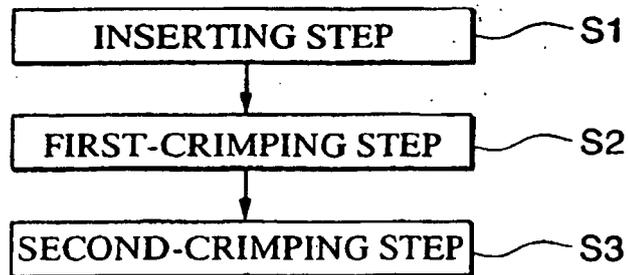 INSERTING STEP S1
FIRST-CRIMPING STEP S2
SECOND-CRIMPING STEP S3